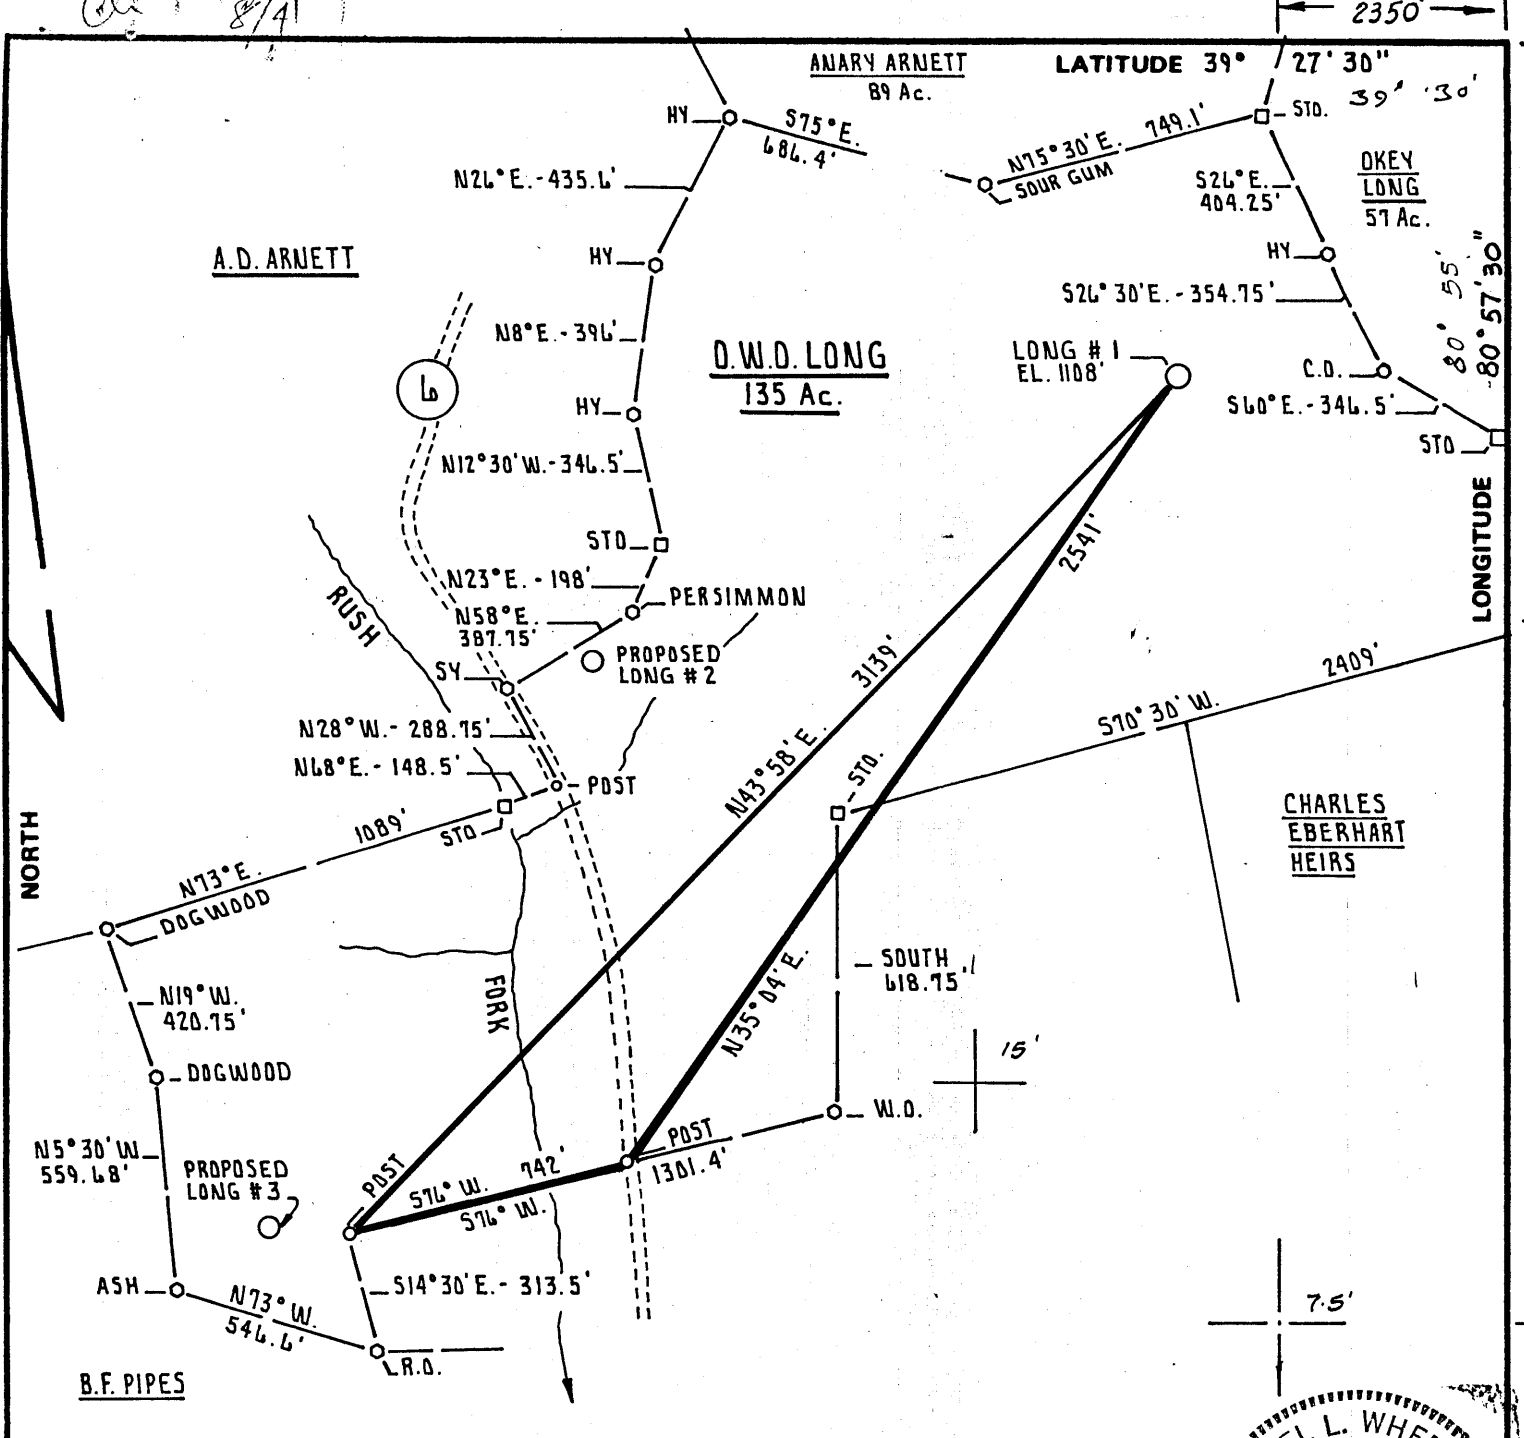 8/41
2350'
ANARY ARNETT
89 Ac.
LATITUDE 39° 27' 30"
39° '30'
HY
S75°E.
686.4'
N75°30'E. 749.1'
SOUR GUM
STO.
OKEY
LONG
57 Ac.
N26°E.-435.6'
S26°E.
404.25'
A.D. ARNETT
HY
HY
80° 55'
80° 57' 30"
LONGITUDE
S26°30'E.-354.75'
N8°E.-396'
O.W.O. LONG
135 Ac.
LONG #1
EL. 1108'
C.O.
6
HY
S60°E.-346.5'
STO
N12°30'W.-346.5'
STO
2541'
N23°E.-198'
PERSIMMON
RUSH
N58°E.
387.75'
PROPOSED
LONG #2
SY
3139'
2409'
S70°30'W.
N28°W.-288.75'
N68°E.-148.5'
POST
N43°58'E.
STO.
CHARLES
EBERHART
HEIRS
NORTH
1089'
STO
N73°E.
DOGWOOD
SOUTH
618.75'
N19°W.
420.75'
FORK
N35°04'E.
15'
DOGWOOD
W.O.
N5°30'W
559.68'
PROPOSED
LONG #3
POST
S76°W. 742'
S76°W.
POST
1301.4'
ASH
N73°W.
546.6'
S14°30'E.-313.5'
7.5'
R.O.
B.F. PIPES
L. WHE